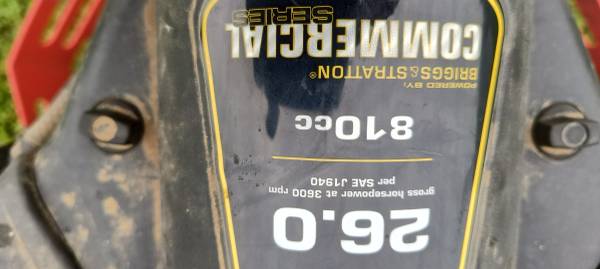 COMMERCIAL
SERIES
POWERED BY:
BRIGGS & STRATTON®
810cc
26.0
gross horsepower at 3600 rpm
per SAE J1940